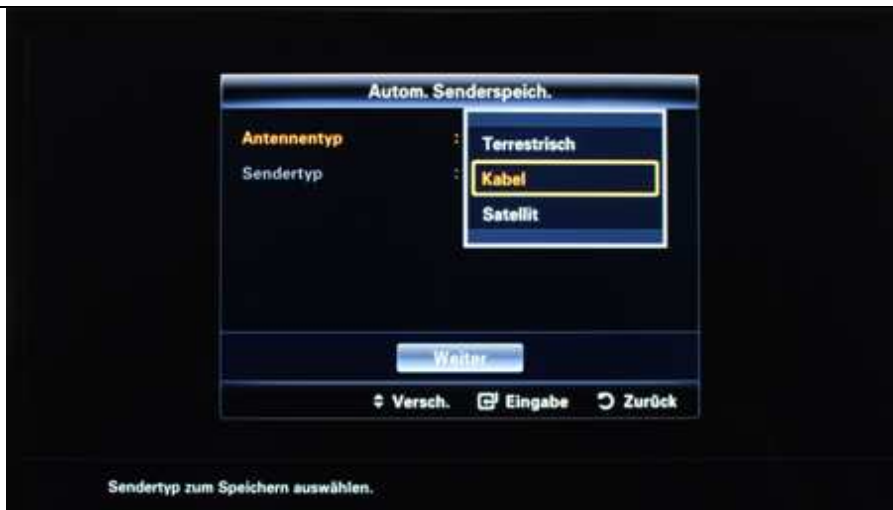 Autom. Senderspeich.
Antennentyp :
Terrestrisch
Sendertyp :
Kabel
Satellit
Weiter
Versch. Eingabe Zurück
Sendertyp zum Speichern auswählen.